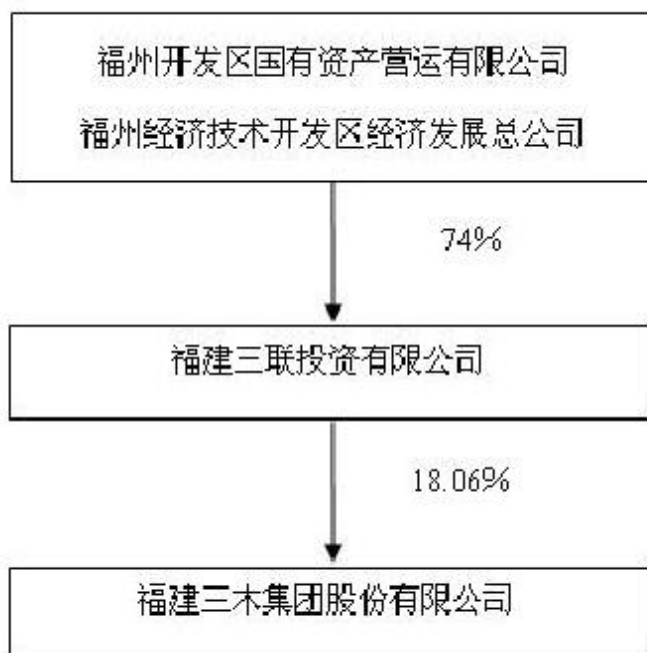 福州开发区国有资产营运有限公司
福州经济技术开发区经济发展总公司
74%
福建三联投资有限公司
18.06%
福建三木集团股份有限公司